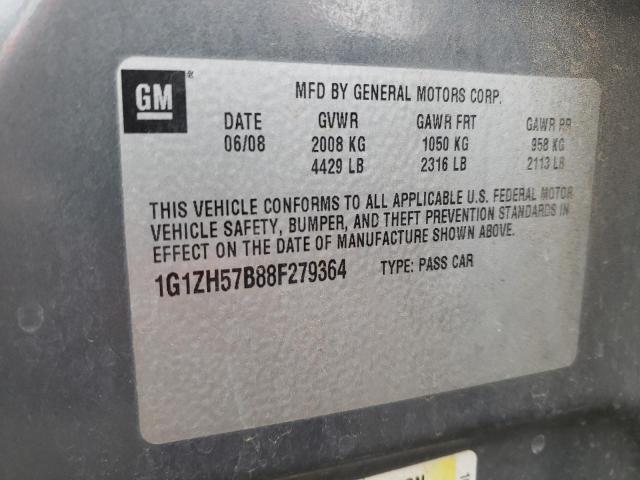 GM
MFD BY GENERAL MOTORS CORP.
DATE GVWR GAWR FRT GAWR RR
06/08 2008 KG 1050 KG 958 KG
4429 LB 2316 LB 2113 LB
THIS VEHICLE CONFORMS TO ALL APPLICABLE U.S. FEDERAL MOTOR
VEHICLE SAFETY, BUMPER, AND THEFT PREVENTION STANDARDS IN
EFFECT ON THE DATE OF MANUFACTURE SHOWN ABOVE.
1G1ZH57B88F279364 TYPE: PASS CAR